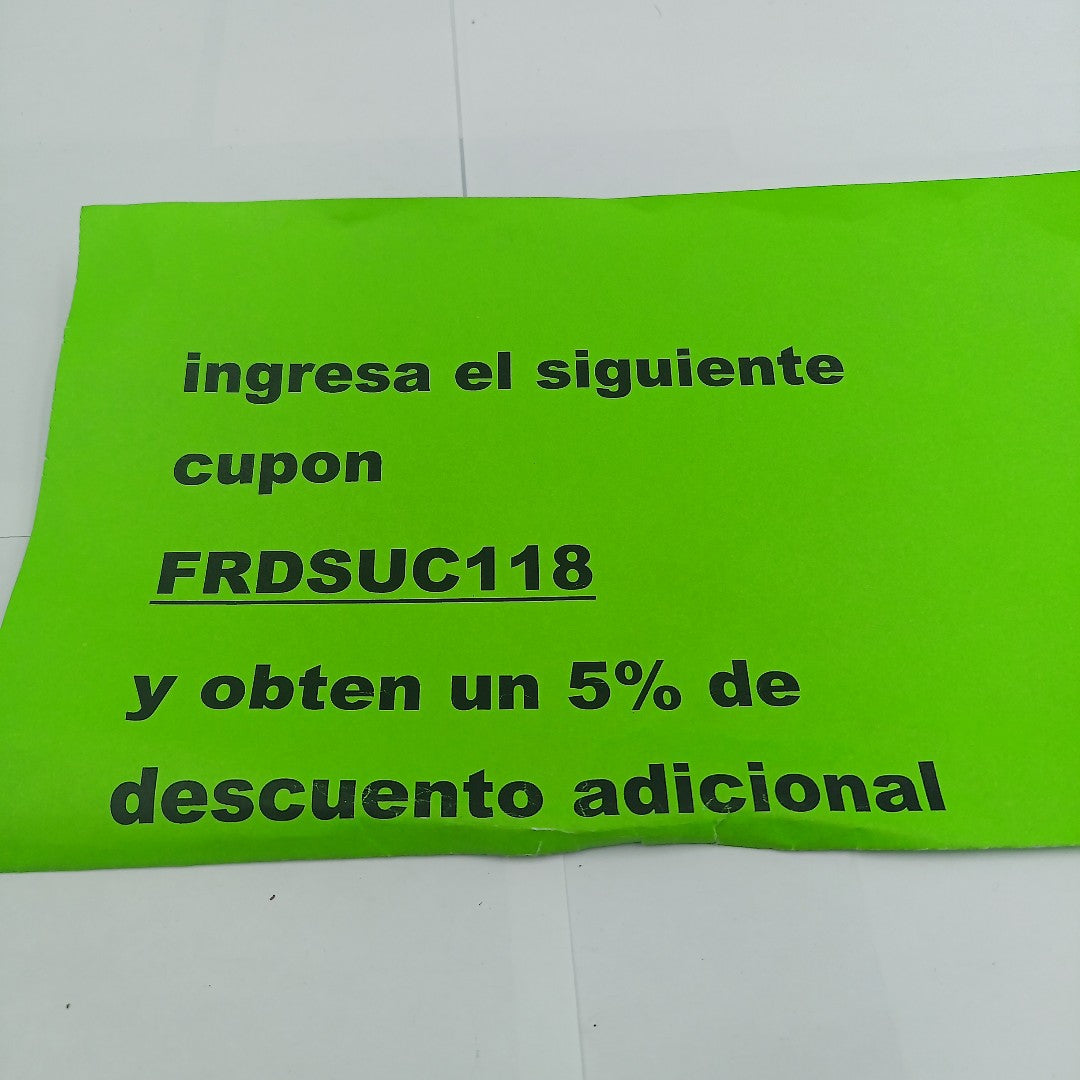 ingresa el siguiente
cupon
FRDSUC118
y obten un 5% de
descuento adicional